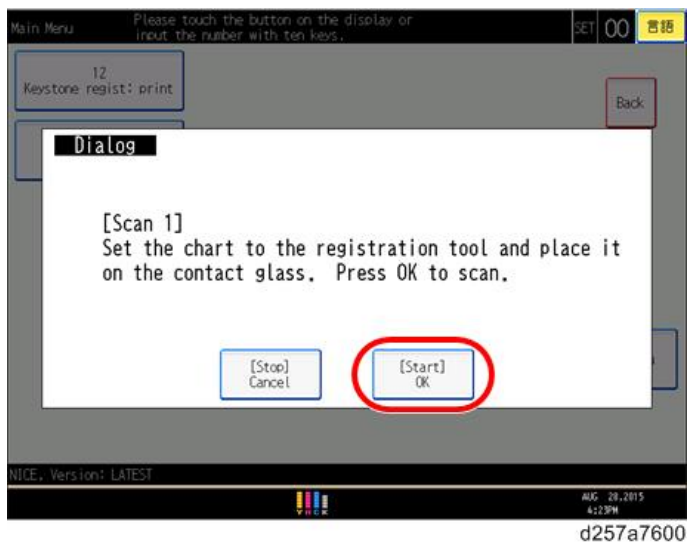 Main Menu
Please touch the button on the display or
input the number with ten keys.
SET 00 言語
12
Keystone regist: print
Back
Dialog
[Scan 1]
Set the chart to the registration tool and place it
on the contact glass. Press OK to scan.
[Stop]
Cancel
[Start]
OK
NICE, Version: LATEST
Y M C K
AUG 28.2015
4:23PM
d257a7600